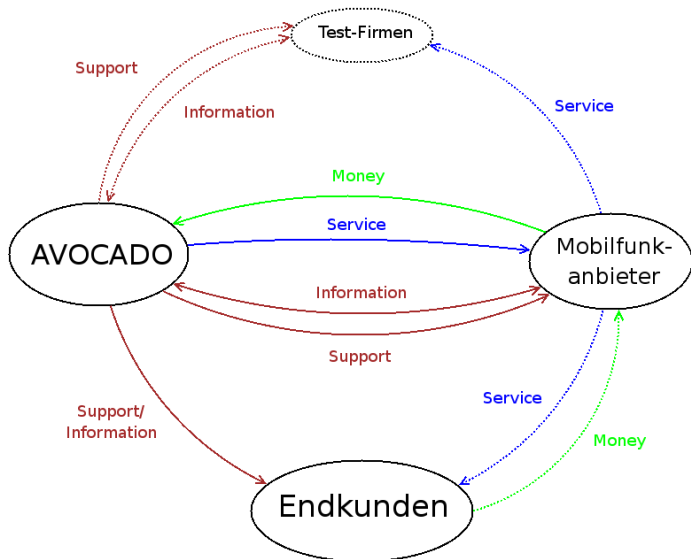 Test-Firmen
Support
Information
Service
Money
Service
AVOCADO
Mobilfunk-
anbieter
Information
Support
Support/
Information
Service
Money
Endkunden